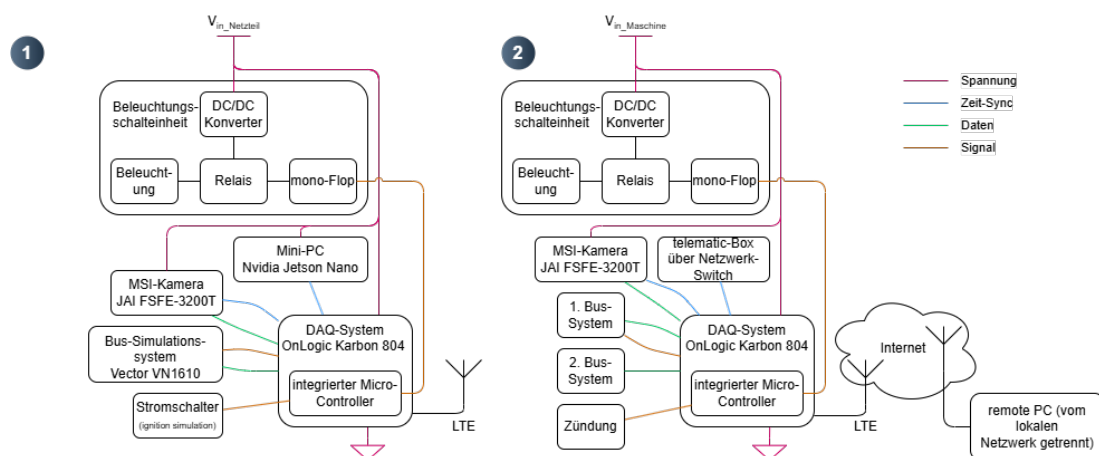 1
V in_Netzteil
Beleuchtungs-
schalteinheit
DC/DC
Konverter
Beleucht-
ung
Relais
mono-Flop
Mini-PC
Nvidia Jetson Nano
MSI-Kamera
JAI FSFE-3200T
Bus-Simulations-
system
Vector VN1610
DAQ-System
OnLogic Karbon 804
integrierter Micro-
Controller
Stromschalter
(ignition simulation)
LTE
2
V in_Maschine
Beleuchtungs-
schalteinheit
DC/DC
Konverter
Beleucht-
ung
Relais
mono-Flop
MSI-Kamera
JAI FSFE-3200T
telematic-Box
über Netzwerk-
Switch
1. Bus-
System
2. Bus-
System
DAQ-System
OnLogic Karbon 804
integrierter Micro-
Controller
Zündung
LTE
Internet
remote PC (vom
lokalen
Netzwerk getrennt)
Spannung
Zeit-Sync
Daten
Signal